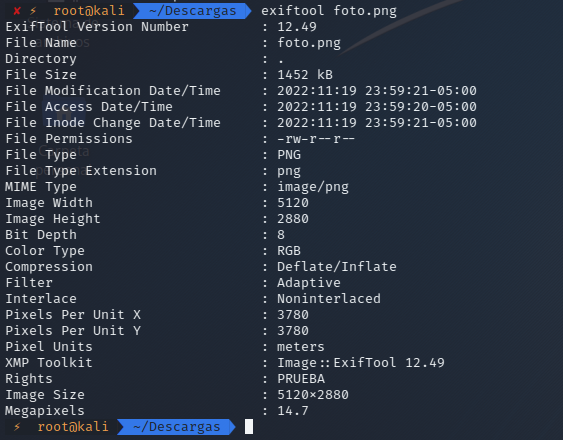 ✘ ⚡ root@kali ~/Descargas exiftool foto.png
ExifTool Version Number : 12.49
File Name : foto.png
Directory : .
File Size : 1452 kB
File Modification Date/Time : 2022:11:19 23:59:21-05:00
File Access Date/Time : 2022:11:19 23:59:20-05:00
File Inode Change Date/Time : 2022:11:19 23:59:21-05:00
File Permissions : -rw-r--r--
File Type : PNG
File Type Extension : png
MIME Type : image/png
Image Width : 5120
Image Height : 2880
Bit Depth : 8
Color Type : RGB
Compression : Deflate/Inflate
Filter : Adaptive
Interlace : Noninterlaced
Pixels Per Unit X : 3780
Pixels Per Unit Y : 3780
Pixel Units : meters
XMP Toolkit : Image::ExifTool 12.49
Rights : PRUEBA
Image Size : 5120×2880
Megapixels : 14.7
⚡ root@kali ~/Descargas